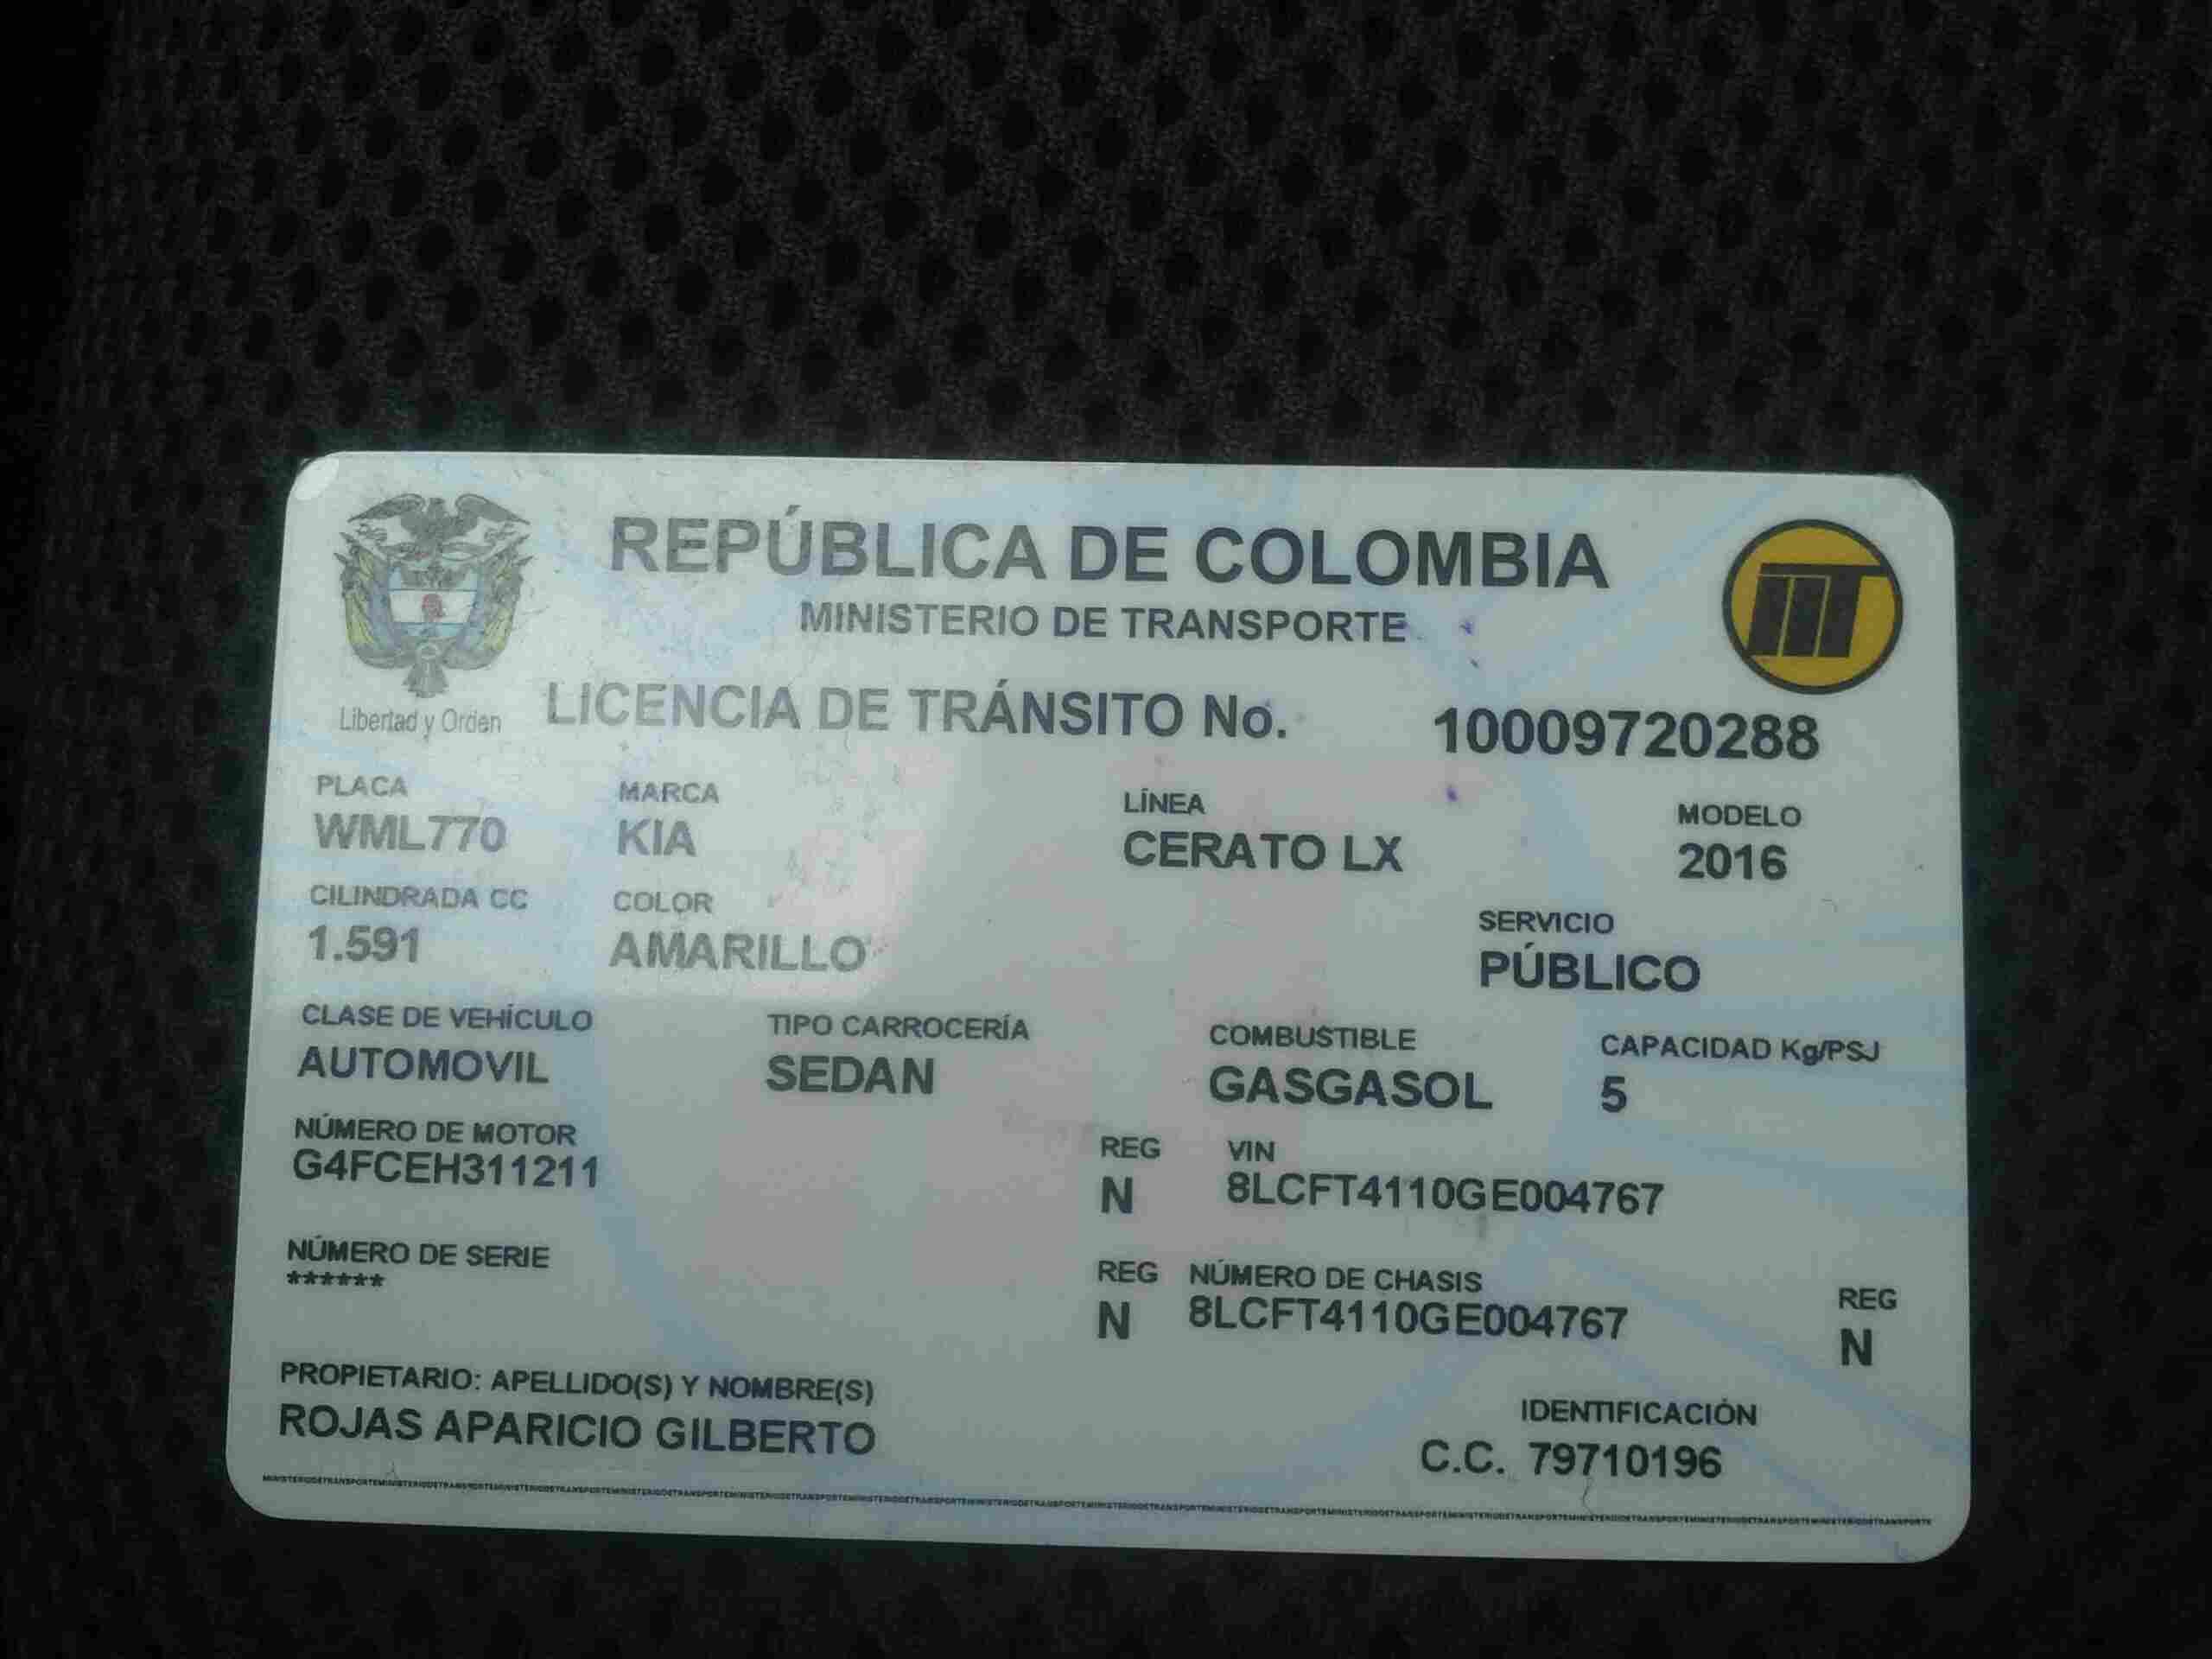 REPÚBLICA DE COLOMBIA
MINISTERIO DE TRANSPORTE
Libertad y Orden
LICENCIA DE TRÁNSITO No. 10009720288
PLACA MARCA LÍNEA MODELO
WML770 KIA CERATO LX 2016
CILINDRADA CC COLOR SERVICIO
1.591 AMARILLO PÚBLICO
CLASE DE VEHÍCULO TIPO CARROCERÍA COMBUSTIBLE CAPACIDAD Kg/PSJ
AUTOMOVIL SEDAN GASGASOL 5
NÚMERO DE MOTOR REG VIN
G4FCEH311211 N 8LCFT4110GE004767
NÚMERO DE SERIE REG NÚMERO DE CHASIS REG
****** N 8LCFT4110GE004767 N
PROPIETARIO: APELLIDO(S) Y NOMBRE(S) IDENTIFICACIÓN
ROJAS APARICIO GILBERTO C.C. 79710196